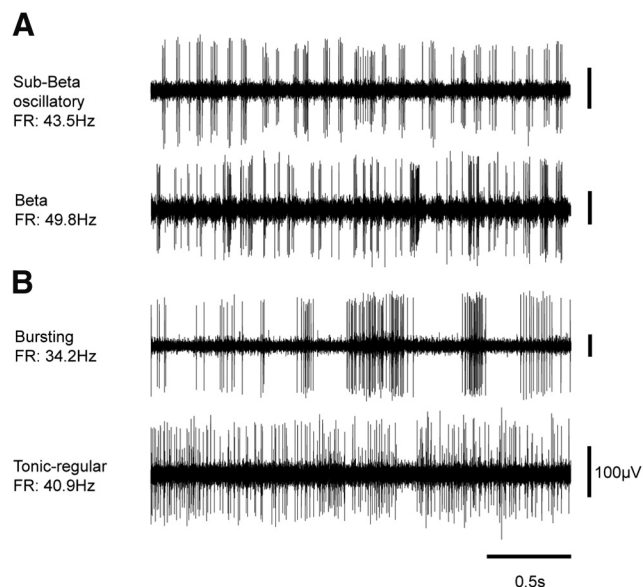 A
Sub-Beta
oscillatory
FR: 43.5Hz
Beta
FR: 49.8Hz
B
Bursting
FR: 34.2Hz
Tonic-regular
FR: 40.9Hz
100µV
0.5s